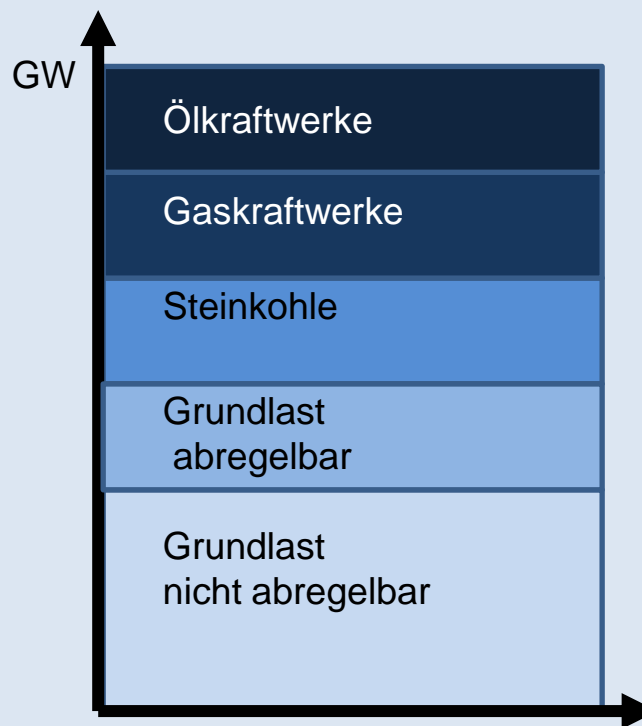 GW
Ölkraftwerke
Gaskraftwerke
Steinkohle
Grundlast
abregelbar
Grundlast
nicht abregelbar